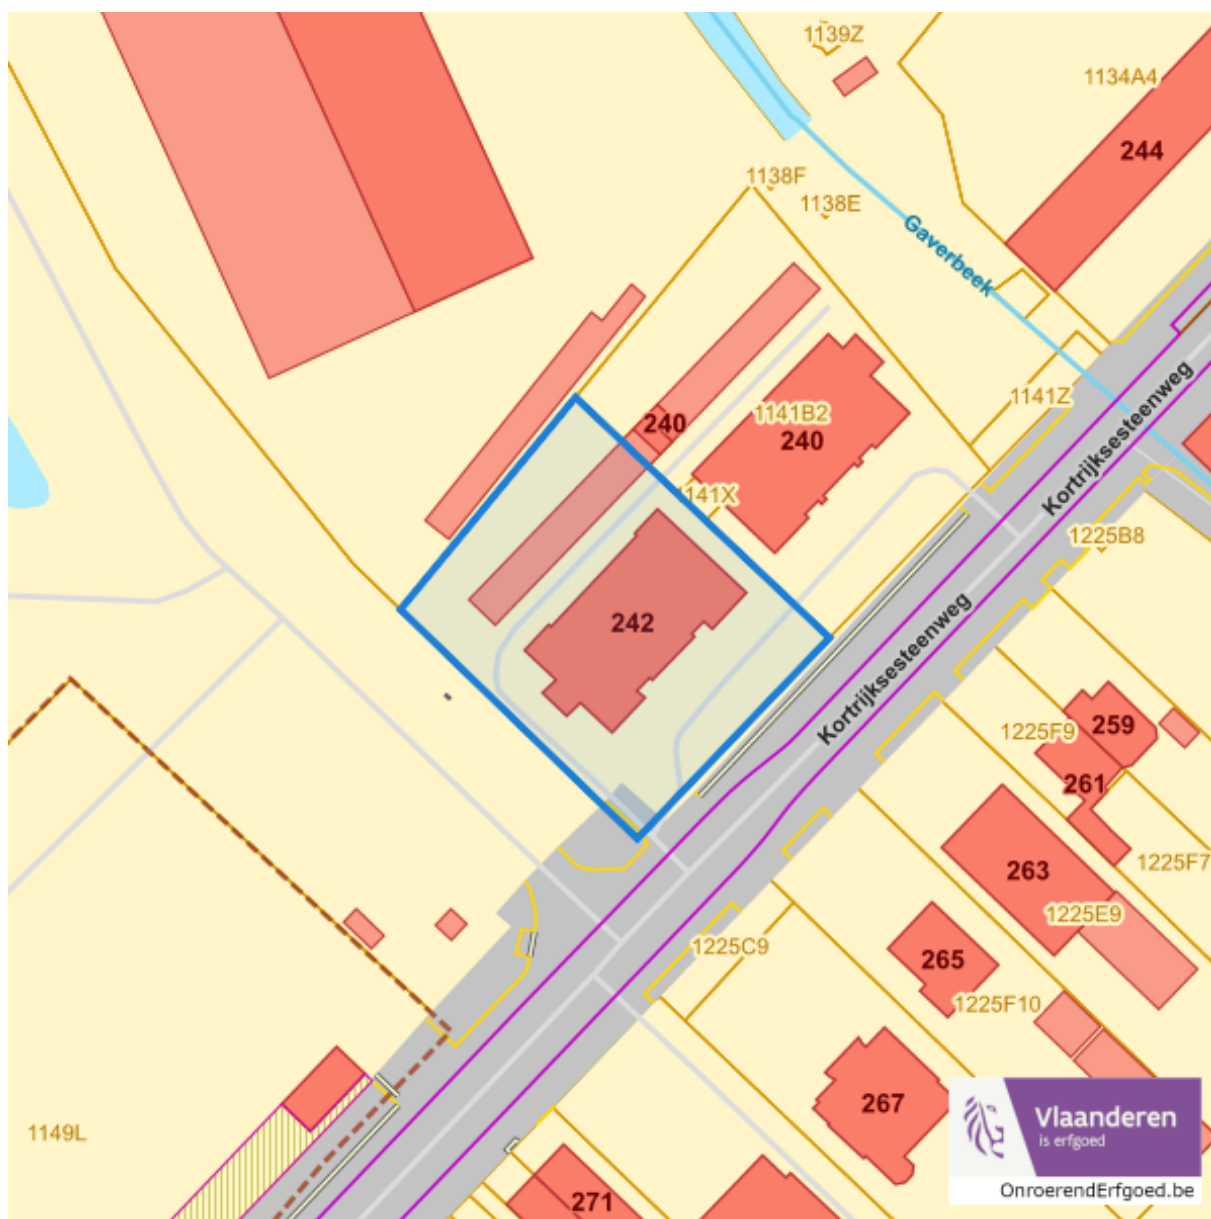 1139Z
1134A4
244
1138F
1138E
Gaverbeek
Kortrijksesteenweg
1141Z
1141B2
240
240
1141X
1225B8
242
Kortrijksesteenweg
259
1225F9
261
1225F7
263
1225E9
1225C9
265
1225F10
267
1149L
271
Vlaanderen
is erfgoed
OnroerendErfgoed.be